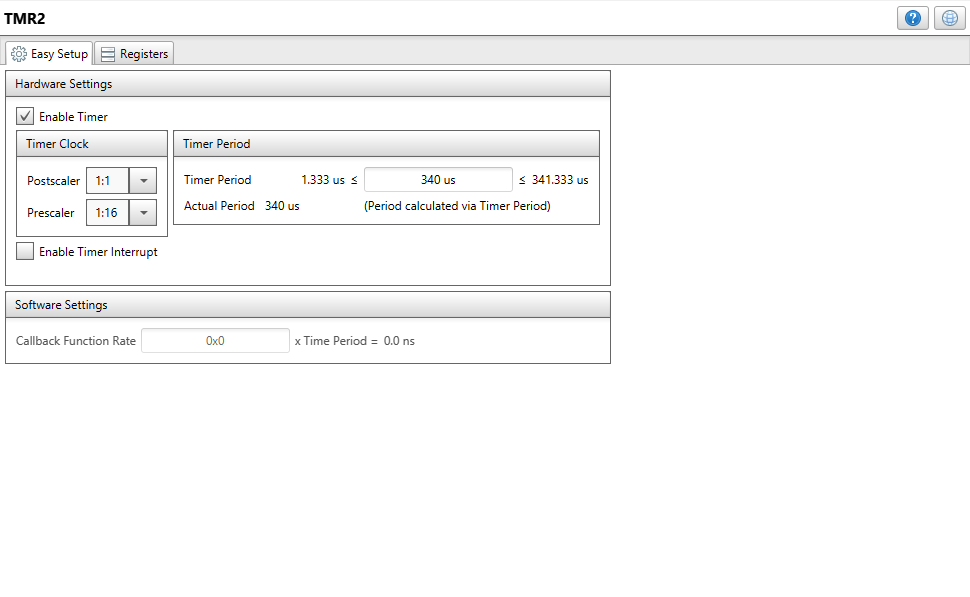 TMR2
Easy Setup Registers
Hardware Settings
Enable Timer
Timer Clock
Postscaler 1:1
Prescaler 1:16
Timer Period
Timer Period 1.333 us ≤ 340 us ≤ 341.333 us
Actual Period 340 us (Period calculated via Timer Period)
Enable Timer Interrupt
Software Settings
Callback Function Rate 0x0 x Time Period = 0.0 ns